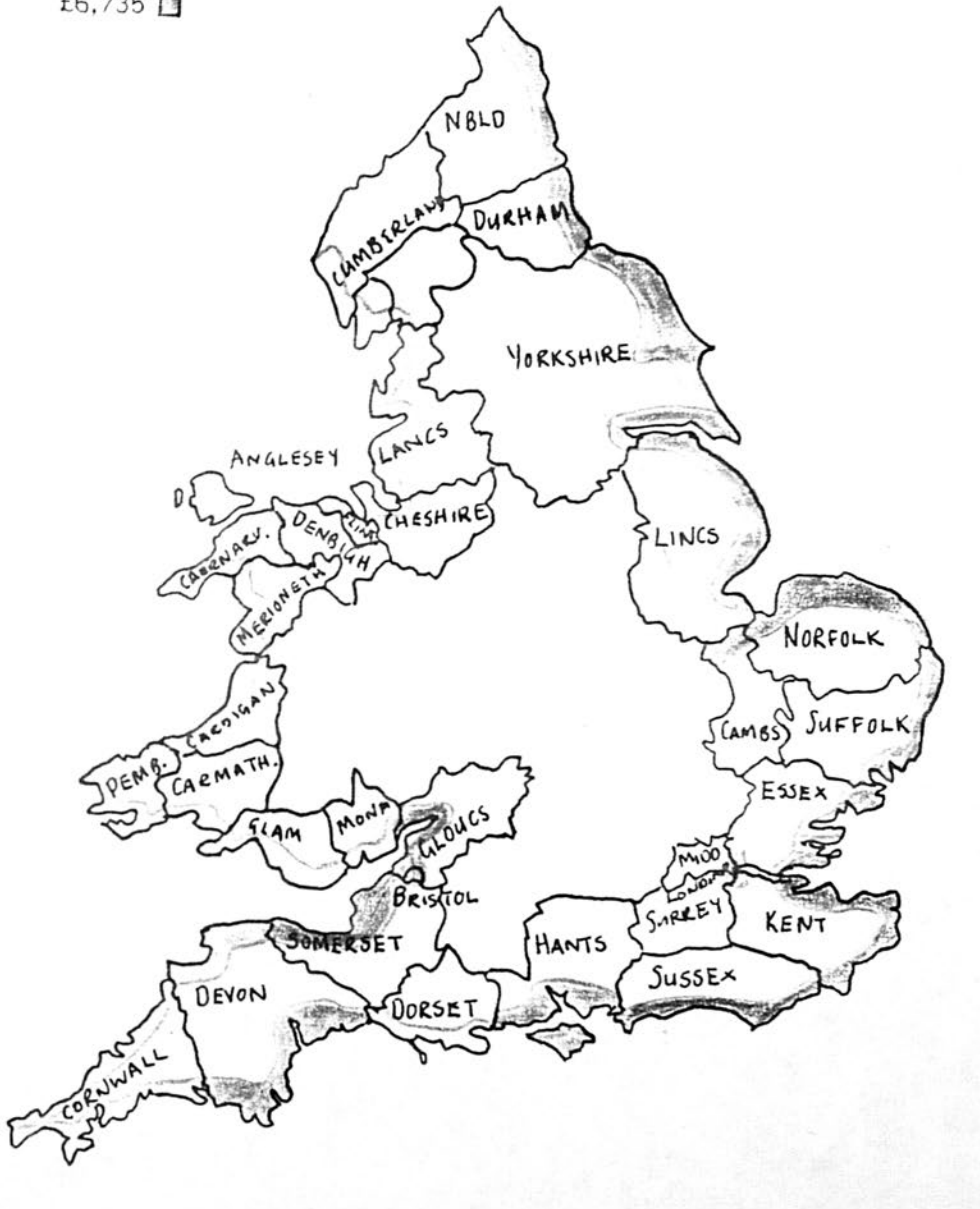 £6,735
NBLD
CUMBERLAND
DURHAM
YORKSHIRE
LANCS
ANGLESEY
CHESHIRE
FLINT
DENBIGH
CAERNARV.
MERIONETH
LINCS
NORFOLK
CAMBS
SUFFOLK
CARDIGAN
PEMB.
CARMATH.
ESSEX
GLAM
MONM
GLOUCS
MIDD
LONDON
BRISTOL
SURREY
KENT
SOMERSET
HANTS
SUSSEX
DEVON
DORSET
CORNWALL